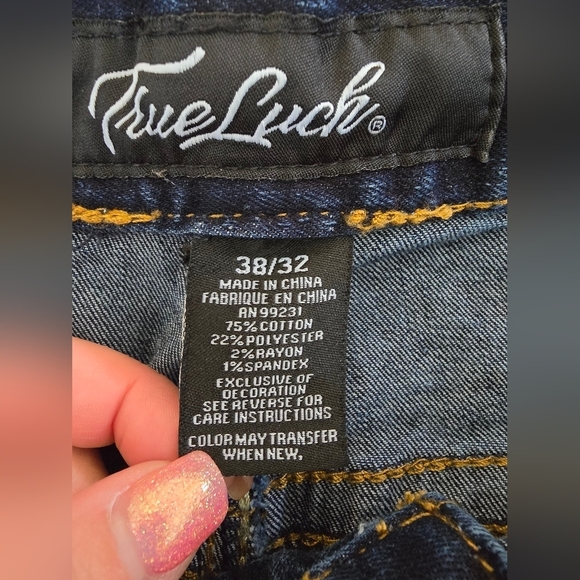 True Luck®
38/32
MADE IN CHINA
FABRIQUE EN CHINA
RN 99231
75% COTTON
22% POLYESTER
2% RAYON
1% SPANDEX
EXCLUSIVE OF
DECORATION
SEE REVERSE FOR
CARE INSTRUCTIONS
COLOR MAY TRANSFER
WHEN NEW,